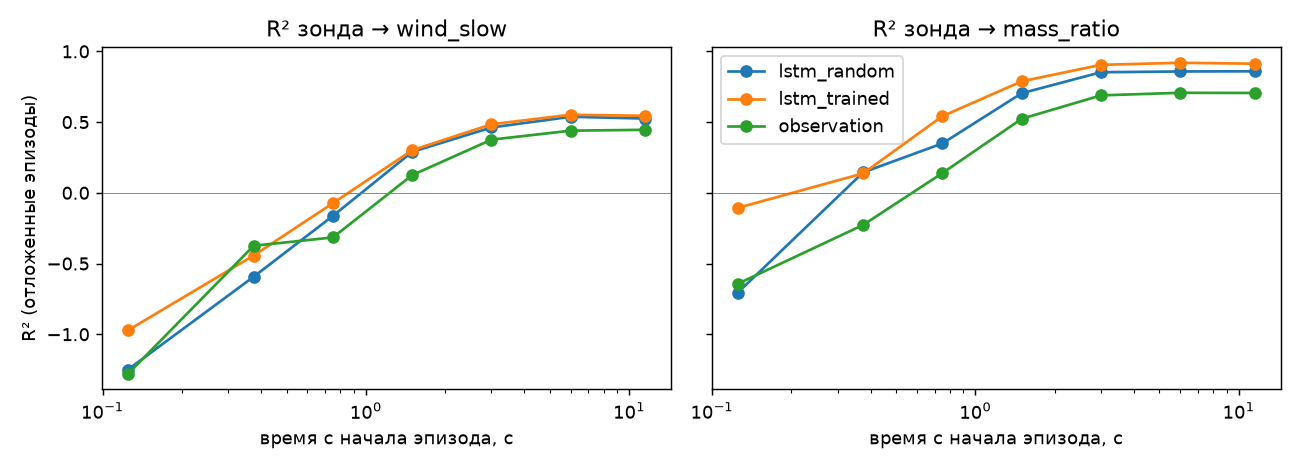 R² зонда → wind_slow
R² (отложенные эпизоды)
1.0
0.5
0.0
−0.5
−1.0
10⁻¹
10⁰
10¹
время с начала эпизода, с
R² зонда → mass_ratio
lstm_random
lstm_trained
observation
10⁻¹
10⁰
10¹
время с начала эпизода, с